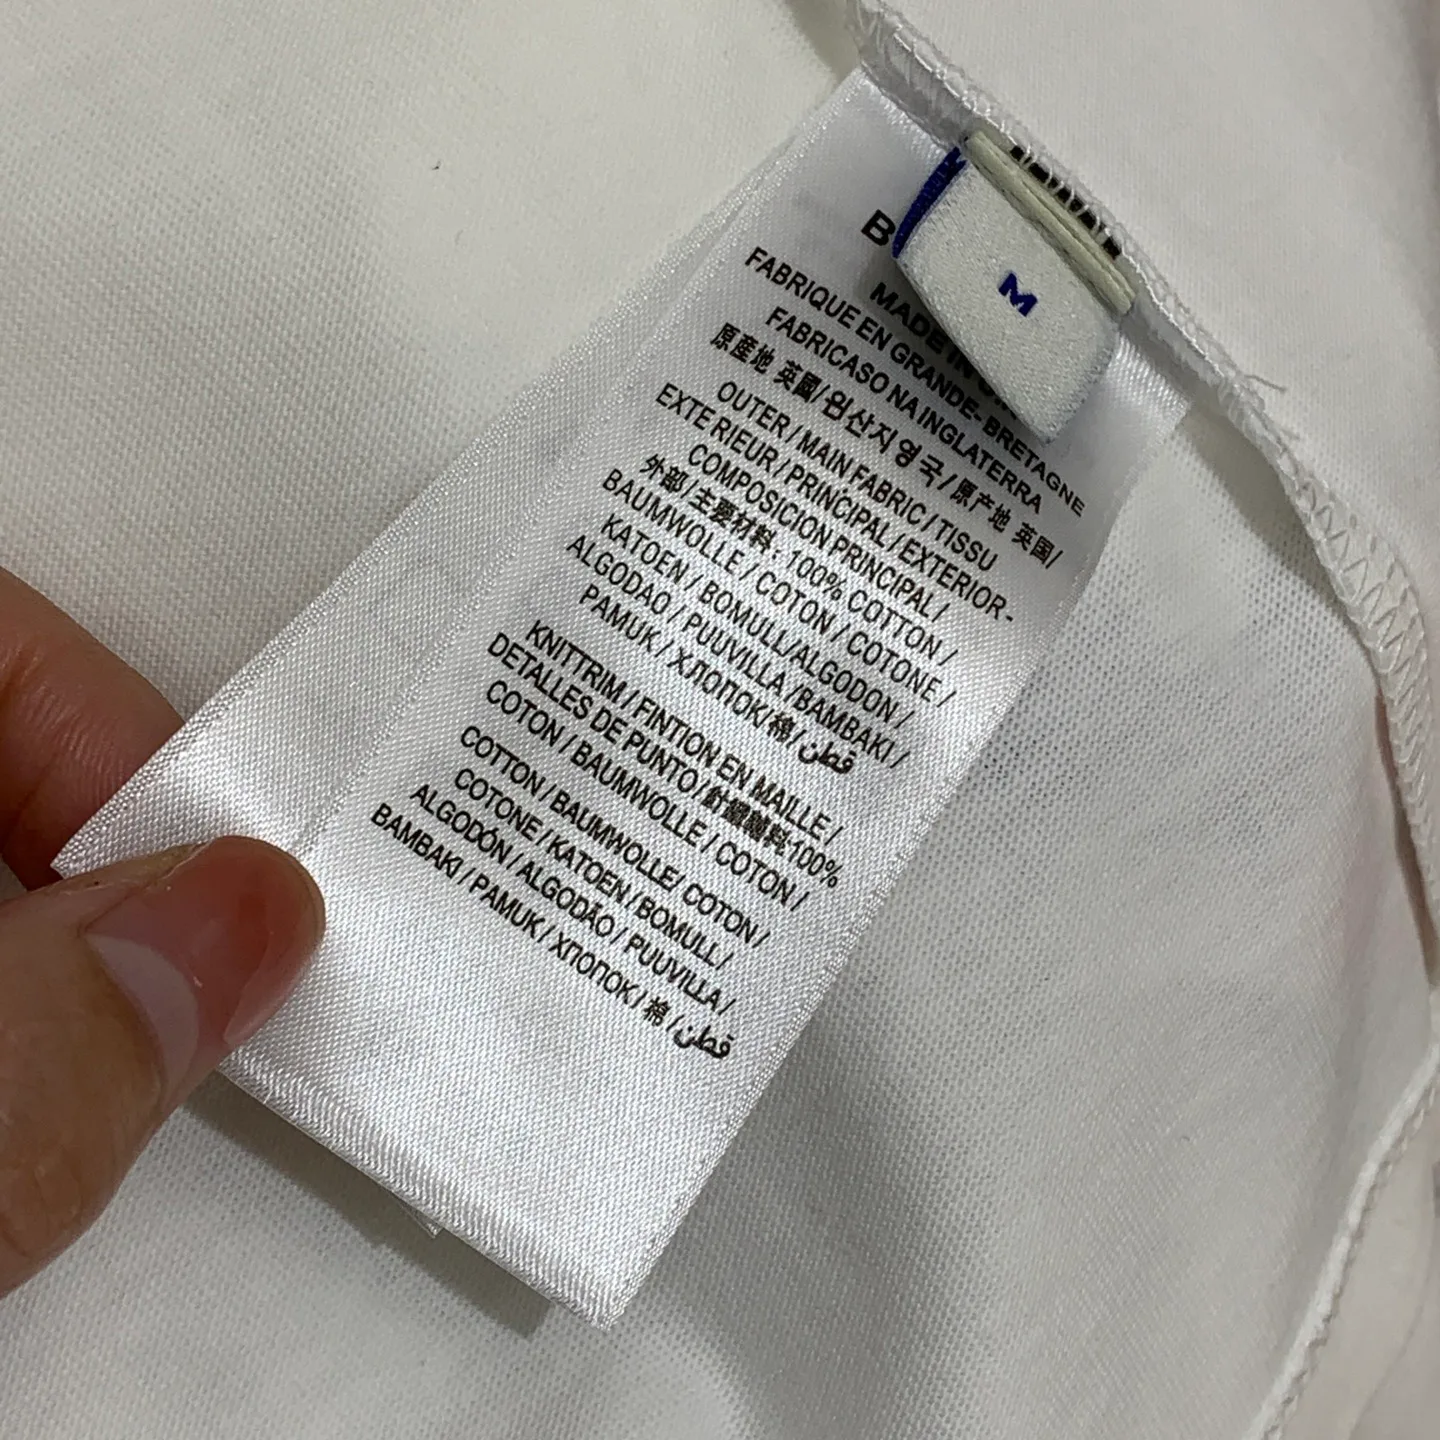 M
B
MADE IN
FABRIQUE EN GRANDE-BRETAGNE
FABRICASO NA INGLATERRA
原産地 英國/원산지영국/原产地 英国/
OUTER / MAIN FABRIC / TISSU
EXTE RIEUR / PRINCIPAL / EXTERIOR-
COMPOSICION PRINCIPAL /
外部/主要材料: 100% COTTON /
BAUMWOLLE / COTON / COTONE /
KATOEN / BOMULL/ALGODON /
ALGODAO / PUUVILLA /BAMBAKI /
PAMUK / ХЛОПОК/棉/قطن
KNITTRIM / FINTION EN MAILLE /
DETALLES DE PUNTO/ 100%
COTON / BAUMWOLLE / COTON /
COTTON / BAUMWOLLE/ COTON/
COTONE / KATOEN / BOMULL/
ALGODÓN / ALGODÃO / PUUVILLA /
BAMBAKI / PAMUK / ХЛОПОК/ 棉 /قطن